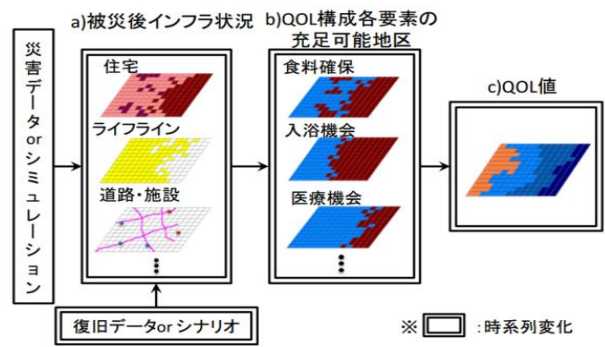 災害データorシミュレーション
a)被災後インフラ状況
住宅
ライフライン
道路・施設
復旧データorシナリオ
b)QOL構成各要素の
充足可能地区
食料確保
入浴機会
医療機会
c)QOL値
※ :時系列変化